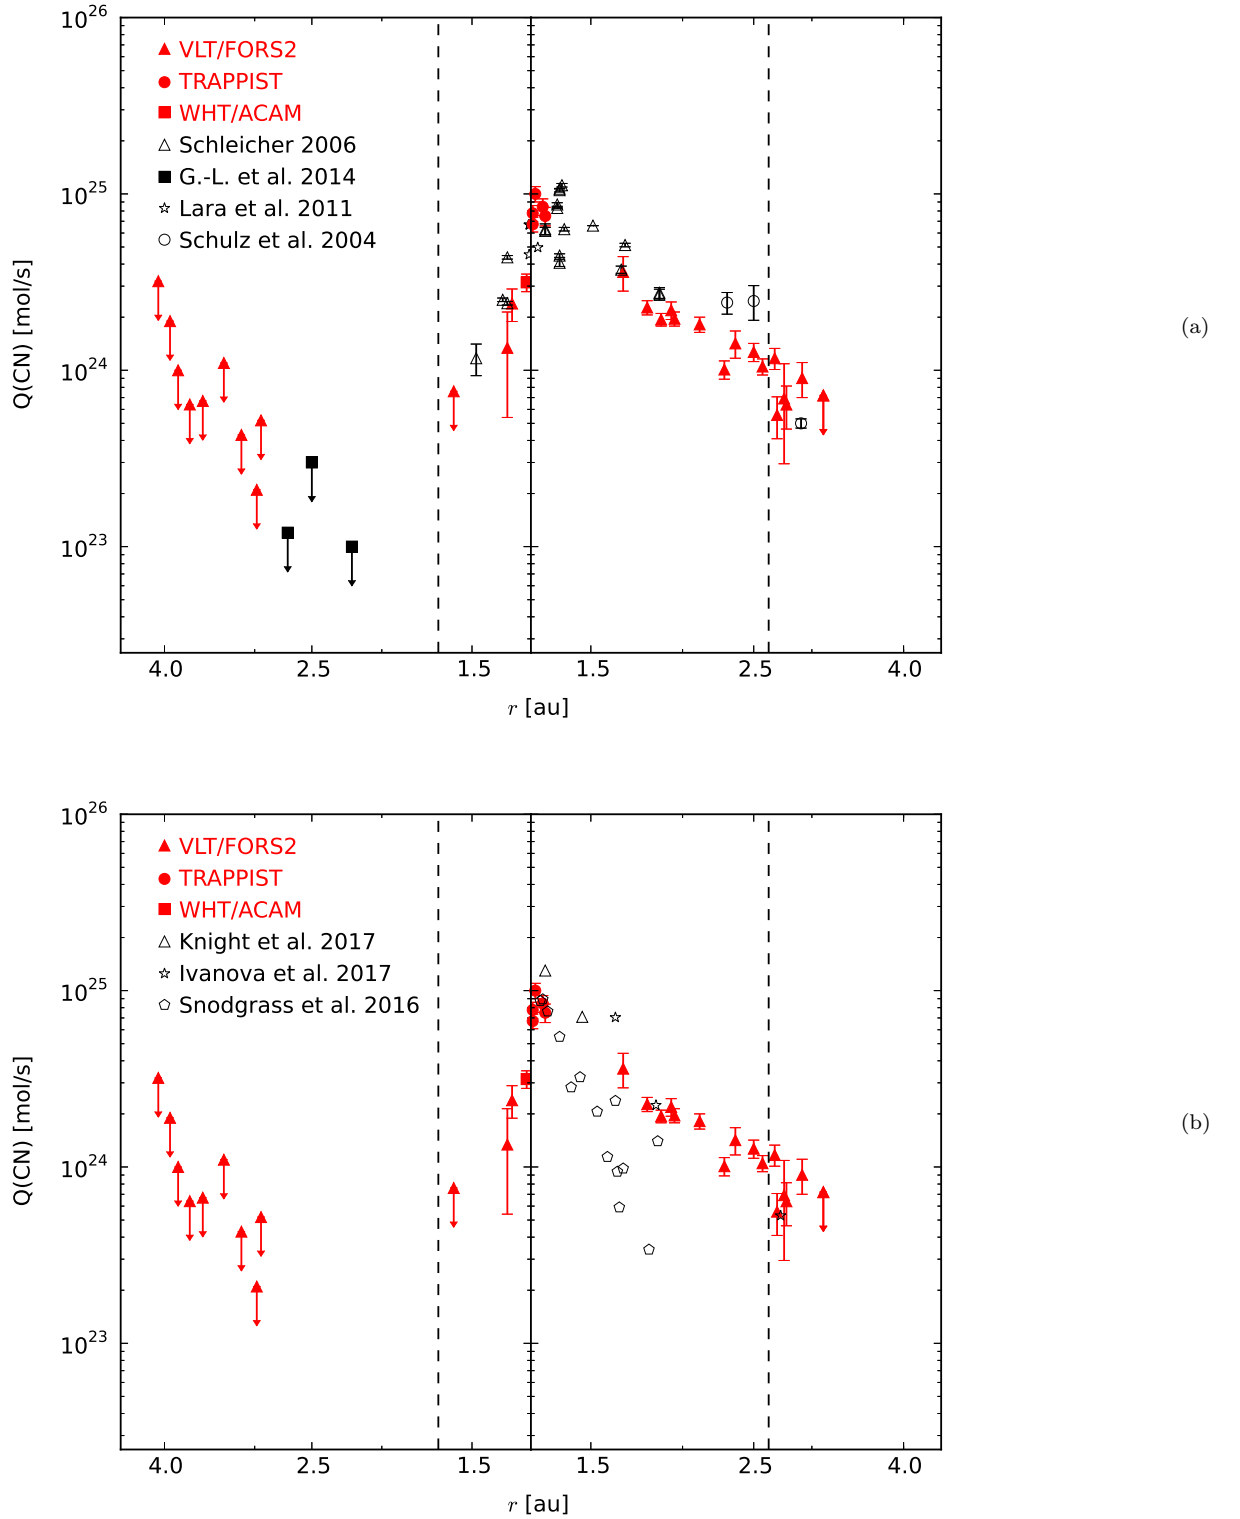 10^26
VLT/FORS2
TRAPPIST
WHT/ACAM
Schleicher 2006
G.-L. et al. 2014
Lara et al. 2011
Schulz et al. 2004
10^25
10^24
10^23
Q(CN) [mol/s]
(a)
4.0 2.5 1.5 1.5 2.5 4.0
r [au]
10^26
VLT/FORS2
TRAPPIST
WHT/ACAM
Knight et al. 2017
Ivanova et al. 2017
Snodgrass et al. 2016
10^25
10^24
10^23
Q(CN) [mol/s]
(b)
4.0 2.5 1.5 1.5 2.5 4.0
r [au]